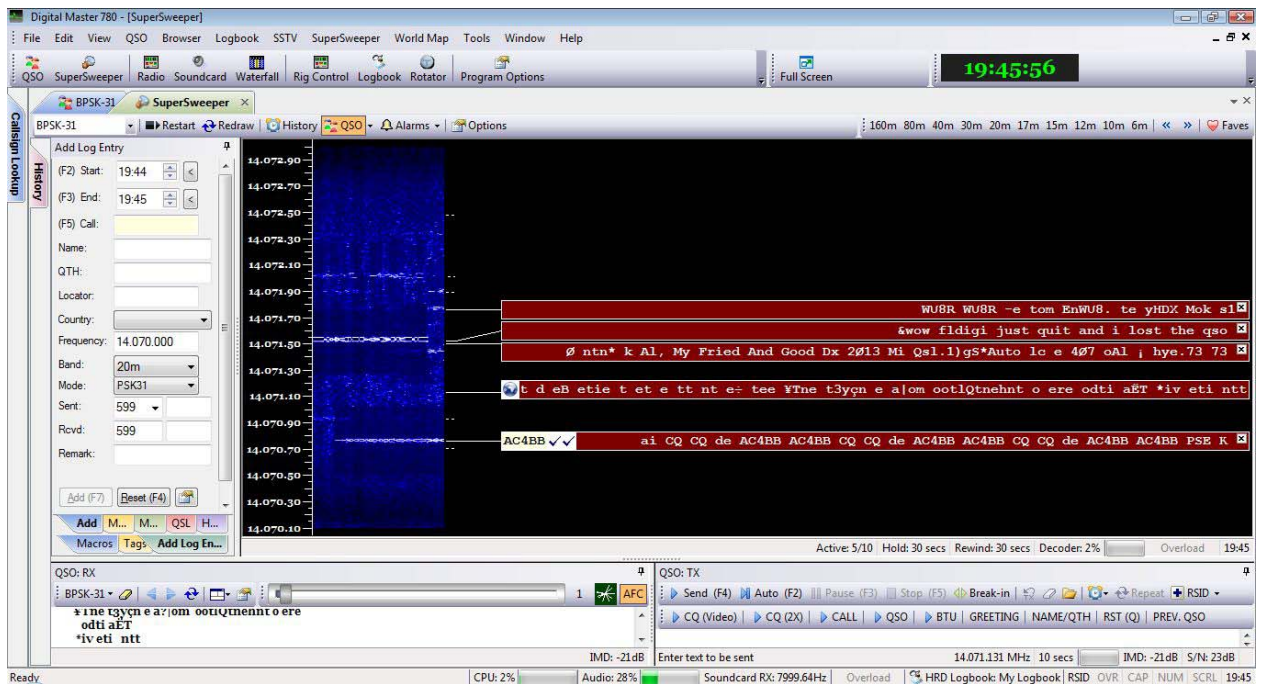 Digital Master 780 - [SuperSweeper]
File Edit View QSO Browser Logbook SSTV SuperSweeper World Map Tools Window Help
QSO SuperSweeper Radio Soundcard Waterfall Rig Control Logbook Rotator Program Options Full Screen 19:45:56
BPSK-31 SuperSweeper
BPSK-31 Restart Redraw History QSO Alarms Options 160m 80m 40m 30m 20m 17m 15m 12m 10m 6m « » Faves
Callsign Lookup
History
Add Log Entry
(F2) Start: 19:44 <
(F3) End: 19:45 <
(F5) Call:
Name:
QTH:
Locator:
Country:
Frequency: 14.070.000
Band: 20m
Mode: PSK31
Sent: 599
Rcvd: 599
Remark:
Add (F7) Reset (F4)
Add M... M... QSL H...
Macros Tags Add Log En...
14.072.90
14.072.70
14.072.50
14.072.30
14.072.10
14.071.90
14.071.70
14.071.50
14.071.30
14.071.10
14.070.90
14.070.70
14.070.50
14.070.30
14.070.10
WU8R WU8R -e tom EnWU8. te yHDX Mok s1
&wow fldigi just quit and i lost the qso
Ø ntn* k Al, My Fried And Good Dx 2Ø13 Mi Qsl.1)gS*Auto lc e 4Ø7 oAl ¡ hye.73 73
t d eB etie t et e tt nt e÷ tee ¥Tne t3yçn e a|om ootlQtnehnt o ere odti aËT *iv eti ntt
AC4BB ai CQ CQ de AC4BB AC4BB CQ CQ de AC4BB AC4BB CQ CQ de AC4BB AC4BB PSE K
Active: 5/10 Hold: 30 secs Rewind: 30 secs Decoder: 2% Overload 19:45
QSO: RX
BPSK-31 1 AFC
¥Tne t3yçn e a?|om ootlQtnehnt o ere
odti aËT
*iv eti ntt
IMD: -21dB
QSO: TX
Send (F4) Auto (F2) Pause (F3) Stop (F5) Break-in Repeat RSID
CQ (Video) CQ (2X) CALL QSO BTU GREETING NAME/QTH RST (Q) PREV. QSO
Enter text to be sent 14.071.131 MHz 10 secs IMD: -21dB S/N: 23dB
Ready CPU: 2% Audio: 28% Soundcard RX: 7999.64Hz Overload HRD Logbook: My Logbook RSID OVR CAP NUM SCRL 19:45